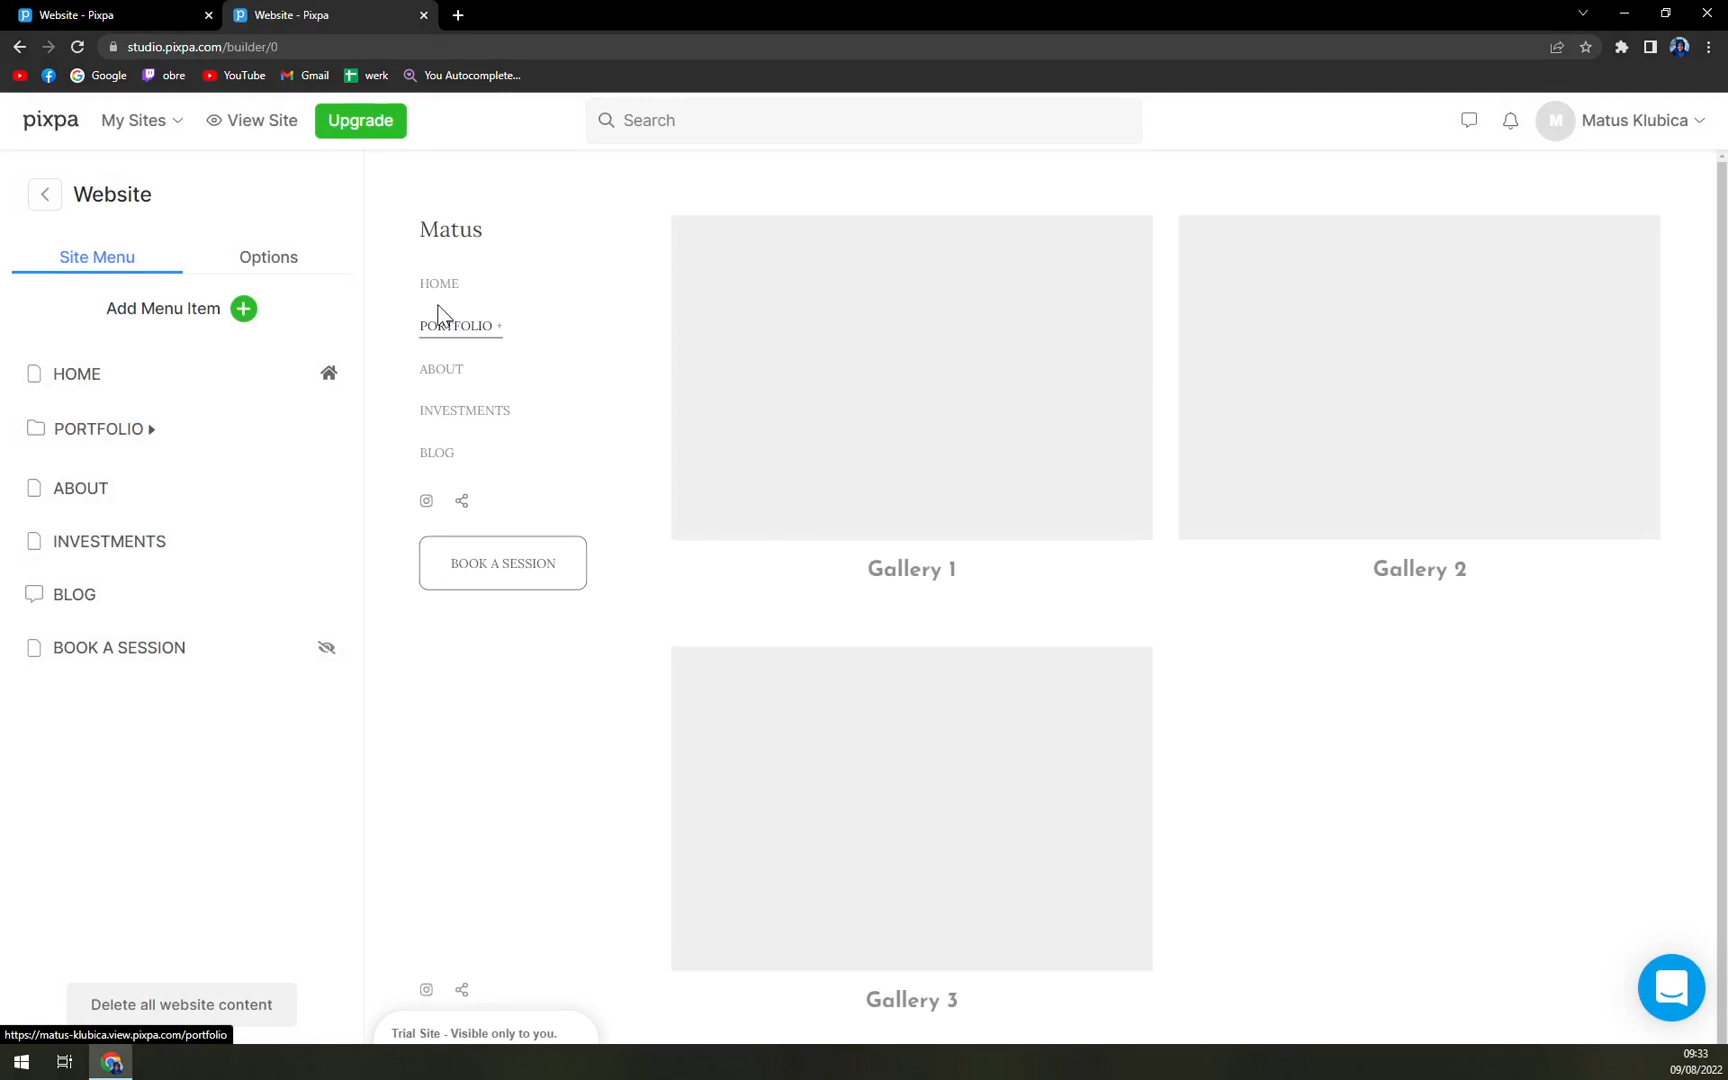 Website - Pixpa
Website - Pixpa
studio.pixpa.com/builder/0
Google
obre
YouTube
Gmail
werk
You Autocomplete...
pixpa
My Sites
View Site
Upgrade
Search
M
Matus Klubica
Website
Site Menu
Options
Add Menu Item
HOME
PORTFOLIO
ABOUT
INVESTMENTS
BLOG
BOOK A SESSION
Delete all website content
Matus
HOME
PORTFOLIO +
ABOUT
INVESTMENTS
BLOG
BOOK A SESSION
Gallery 1
Gallery 2
Gallery 3
Trial Site - Visible only to you.
https://matus-klubica.view.pixpa.com/portfolio
09:33
09/08/2022